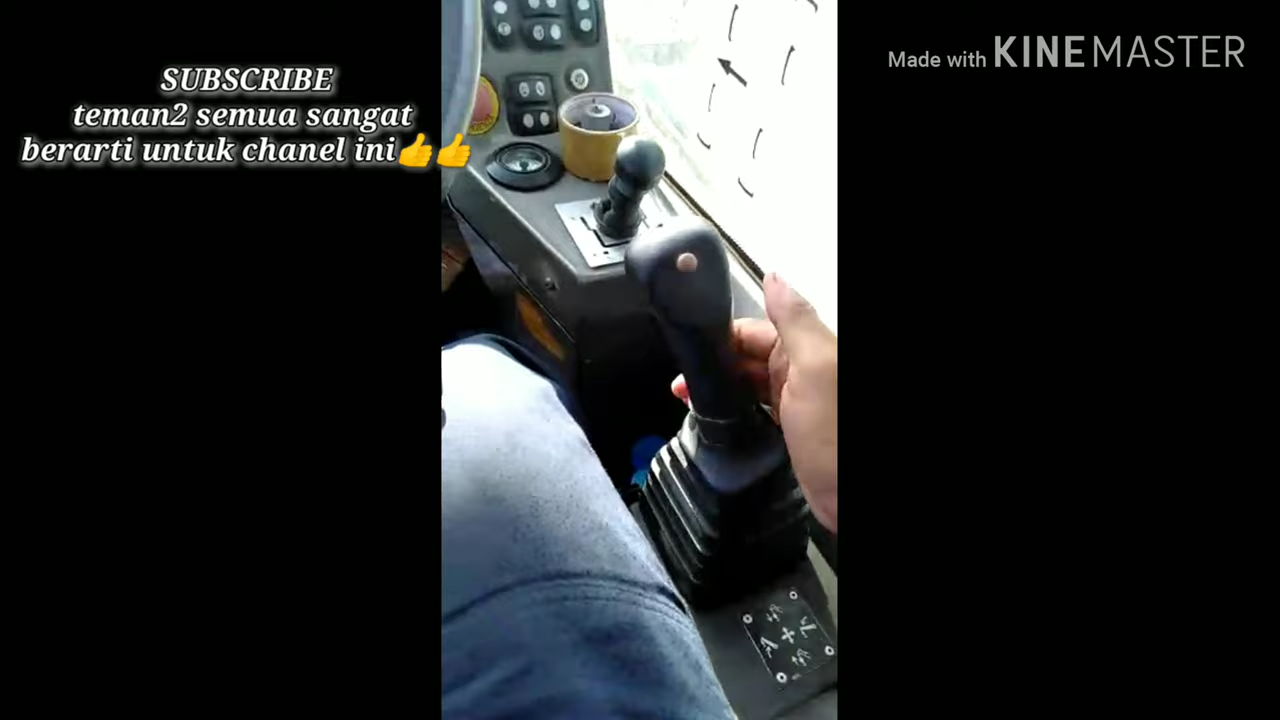 SUBSCRIBE
teman2 semua sangat
berarti untuk chanel ini👍👍
Made with KINEMASTER